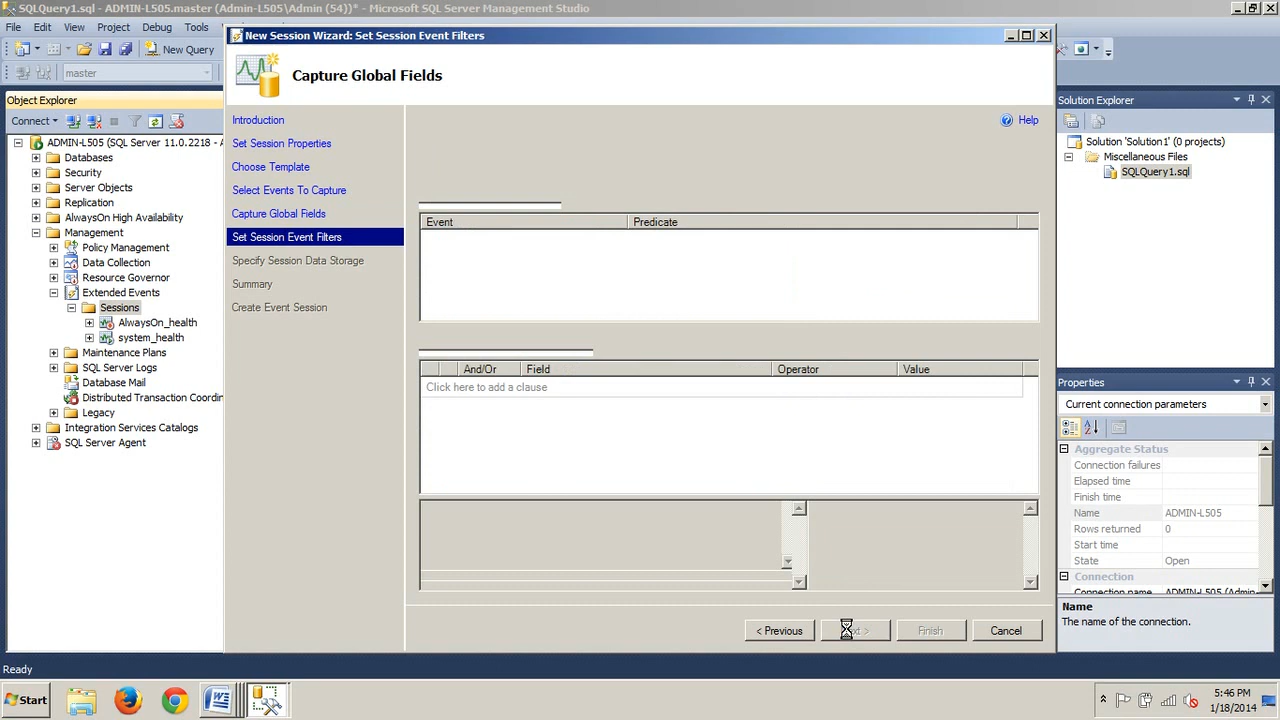 SQLQuery1.sql - ADMIN-L505.master (Admin-L505\Admin (54))* - Microsoft SQL Server Management Studio
File Edit View Project Debug Tools
New Query
master
Object Explorer
Connect
ADMIN-L505 (SQL Server 11.0.2218 - A
Databases
Security
Server Objects
Replication
AlwaysOn High Availability
Management
Policy Management
Data Collection
Resource Governor
Extended Events
Sessions
AlwaysOn_health
system_health
Maintenance Plans
SQL Server Logs
Database Mail
Distributed Transaction Coordin
Legacy
Integration Services Catalogs
SQL Server Agent
New Session Wizard: Set Session Event Filters
Capture Global Fields
Introduction
Set Session Properties
Choose Template
Select Events To Capture
Capture Global Fields
Set Session Event Filters
Specify Session Data Storage
Summary
Create Event Session
Help
Event Predicate
And/Or Field Operator Value
Click here to add a clause
< Previous
Finish
Cancel
Solution Explorer
Solution 'Solution1' (0 projects)
Miscellaneous Files
SQLQuery1.sql
Properties
Current connection parameters
Aggregate Status
Connection failures
Elapsed time
Finish time
Name ADMIN-L505
Rows returned 0
Start time
State Open
Connection
Connection name ADMIN-L505 (Admin
Name
The name of the connection.
Ready
Start
5:46 PM
1/18/2014